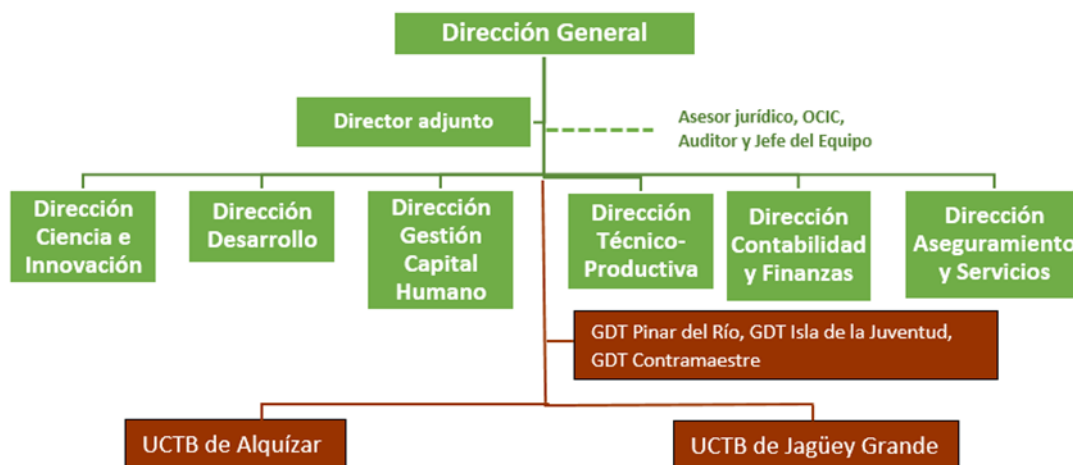 Dirección General
Director adjunto
Asesor jurídico, OCIC,
Auditor y Jefe del Equipo
Dirección
Ciencia e
Innovación
Dirección
Desarrollo
Dirección
Gestión
Capital
Humano
Dirección
Técnico-
Productiva
Dirección
Contabilidad
y Finanzas
Dirección
Aseguramiento
y Servicios
GDT Pinar del Río, GDT Isla de la Juventud,
GDT Contramaestre
UCTB de Alquízar
UCTB de Jagüey Grande